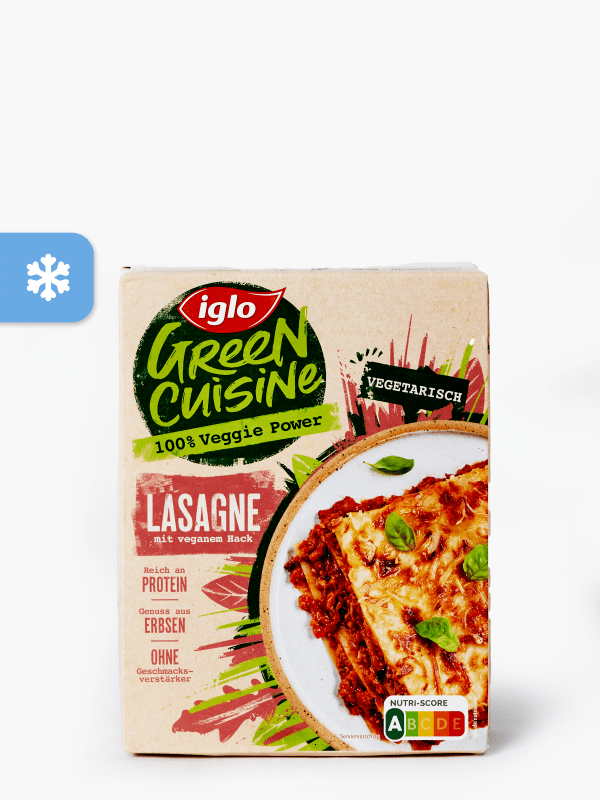 iglo
GReeN
CUiSiNe
100% Veggie Power
VEGETARISCH
LASAGNE
mit veganem Hack
Reich an
PROTEIN
Genuss aus
ERBSEN
OHNE
Geschmacks-
verstärker
NUTRI-SCORE
A B C D E
Serviervorschlag